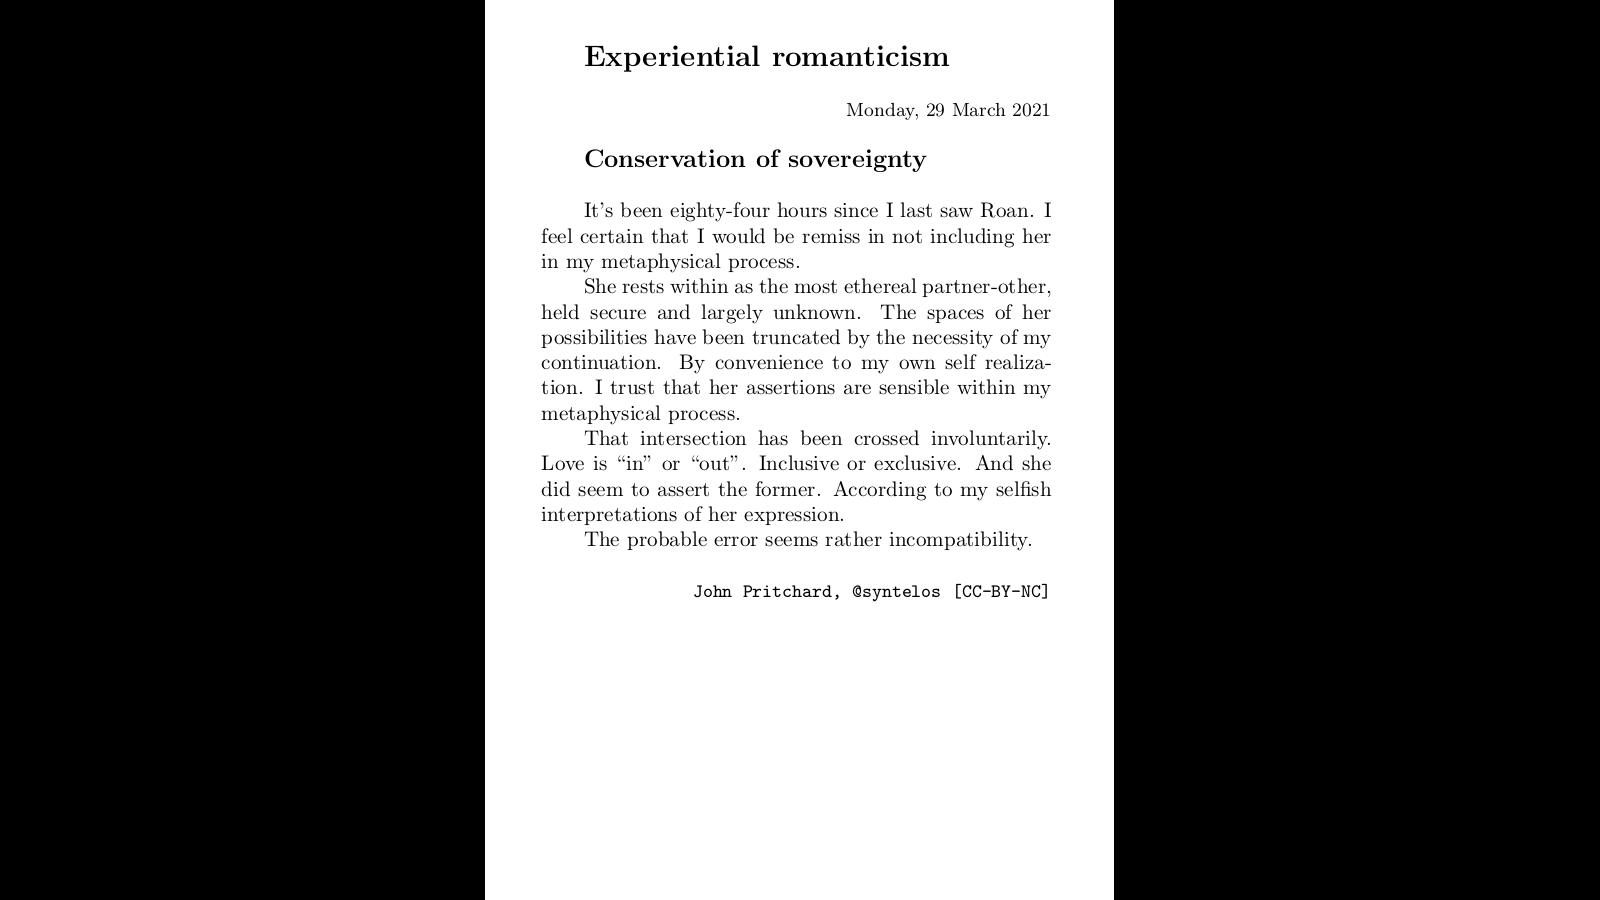 Experiential romanticism
Monday, 29 March 2021
Conservation of sovereignty
It’s been eighty-four hours since I last saw Roan. I
feel certain that I would be remiss in not including her
in my metaphysical process.
She rests within as the most ethereal partner-other,
held secure and largely unknown. The spaces of her
possibilities have been truncated by the necessity of my
continuation. By convenience to my own self realiza-
tion. I trust that her assertions are sensible within my
metaphysical process.
That intersection has been crossed involuntarily.
Love is “in” or “out”. Inclusive or exclusive. And she
did seem to assert the former. According to my selfish
interpretations of her expression.
The probable error seems rather incompatibility.
John Pritchard, @syntelos [CC-BY-NC]